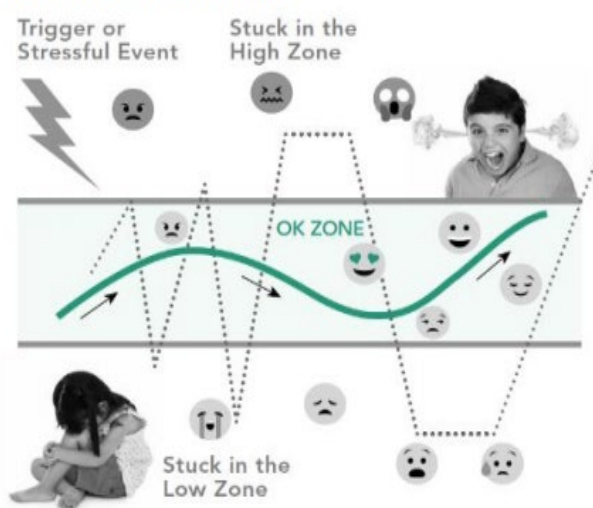 Trigger or
Stressful Event
Stuck in the
High Zone
OK ZONE
Stuck in the
Low Zone